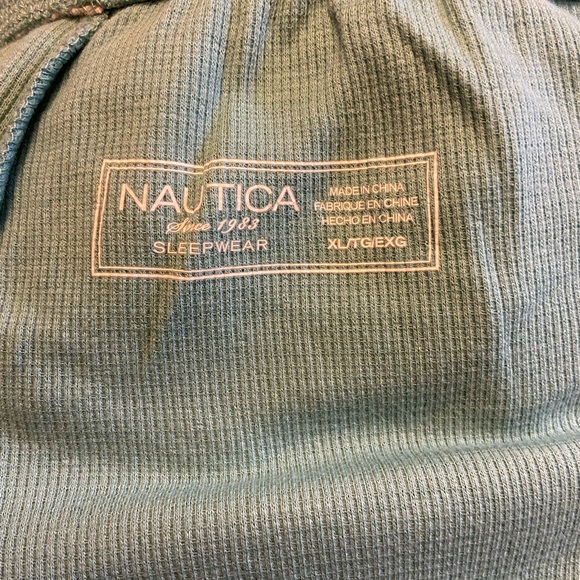 NAUTICA
Since 1983
SLEEPWEAR
MADE IN CHINA
FABRIQUE EN CHINE
HECHO EN CHINA
XL/TG/EXG